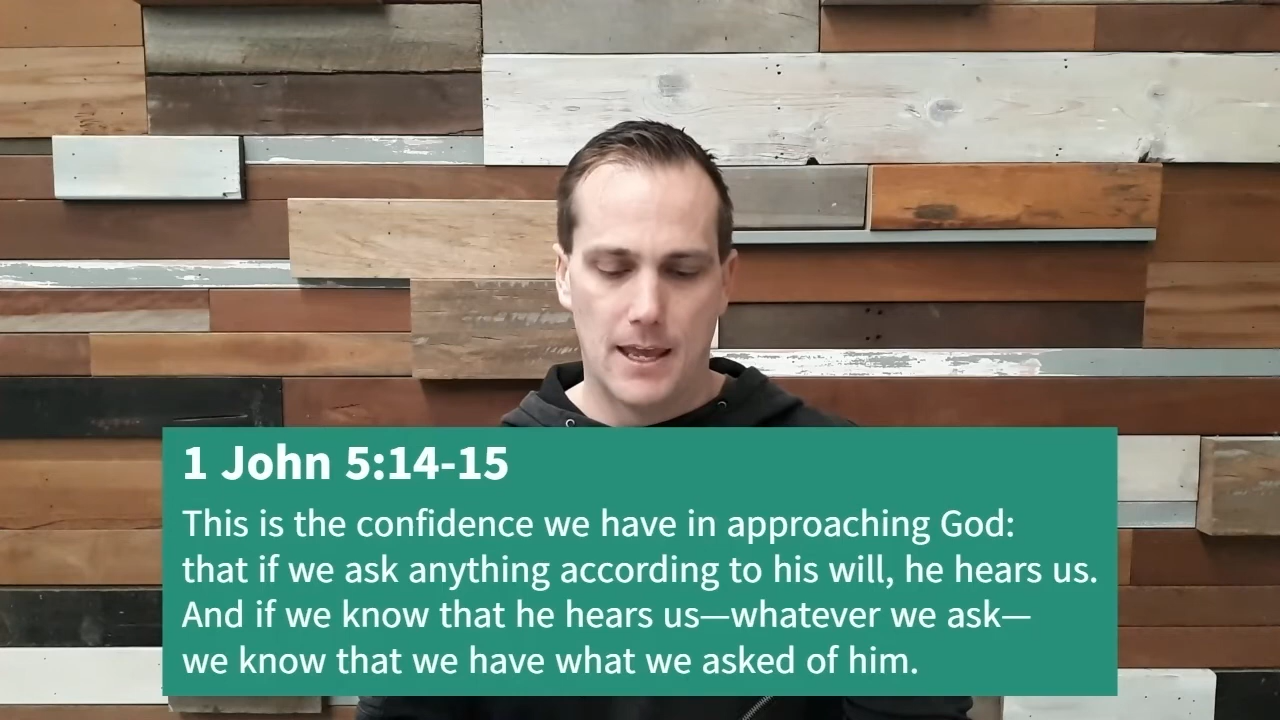 1 John 5:14-15
This is the confidence we have in approaching God:
that if we ask anything according to his will, he hears us.
And if we know that he hears us—whatever we ask—
we know that we have what we asked of him.